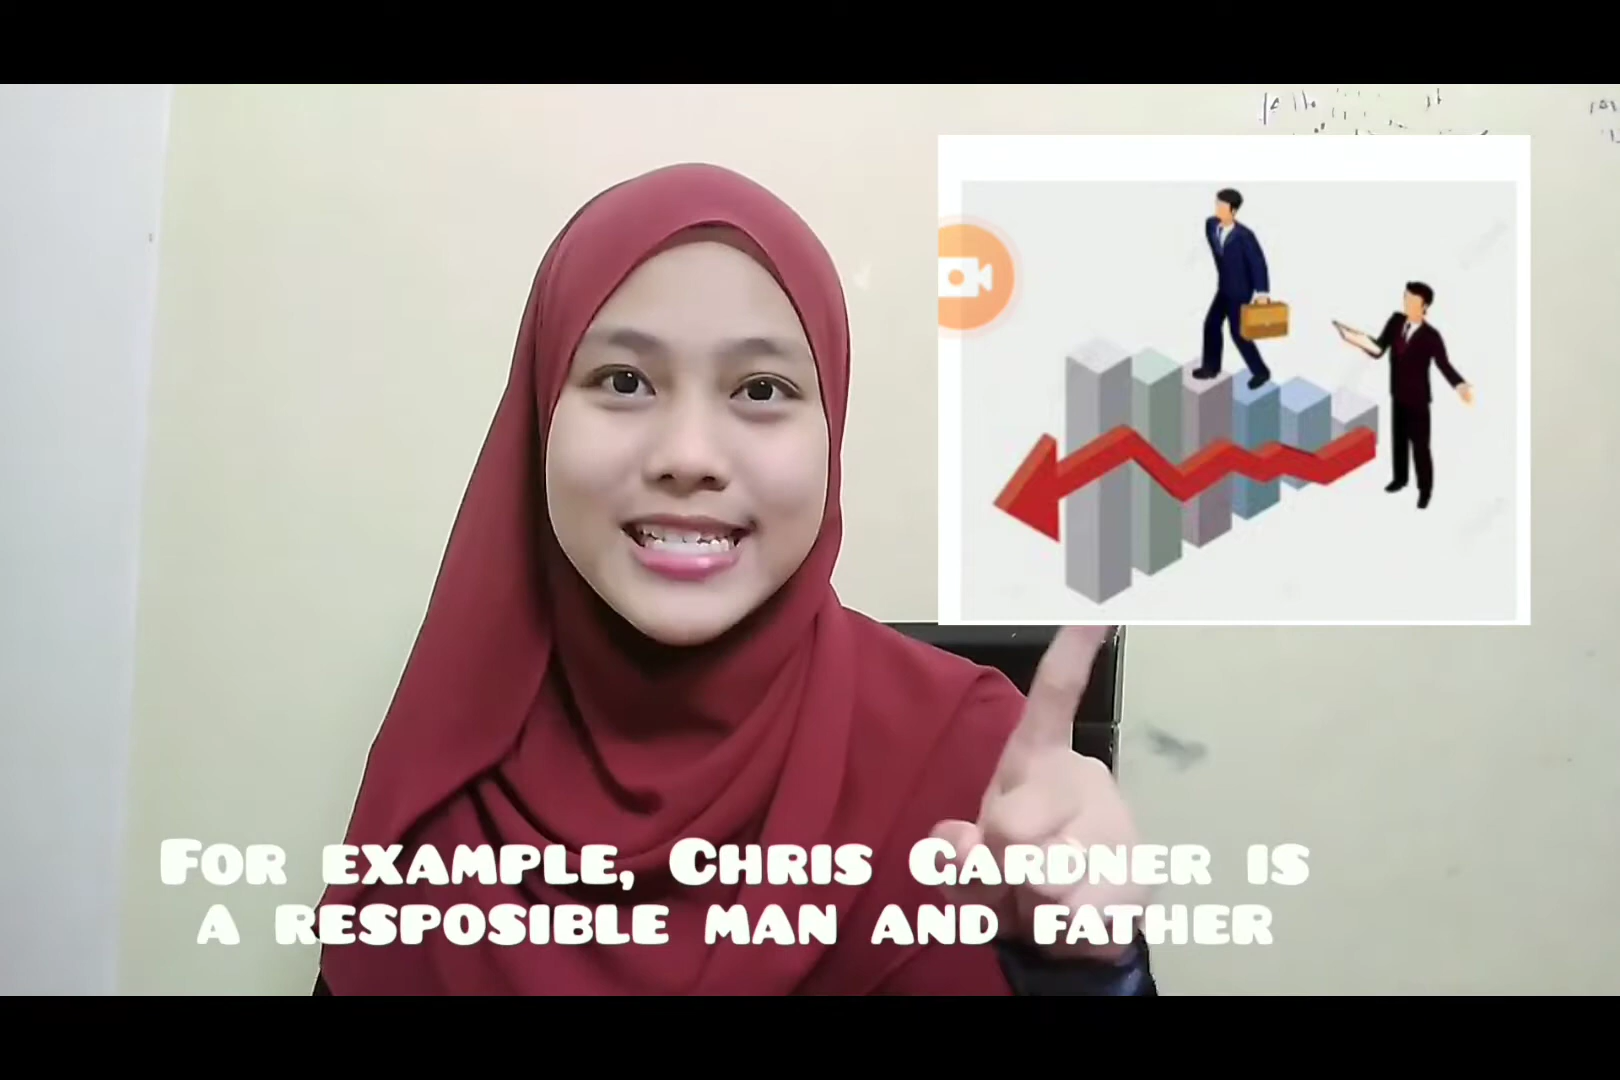 For example, Chris Gardner is
a resposible man and father